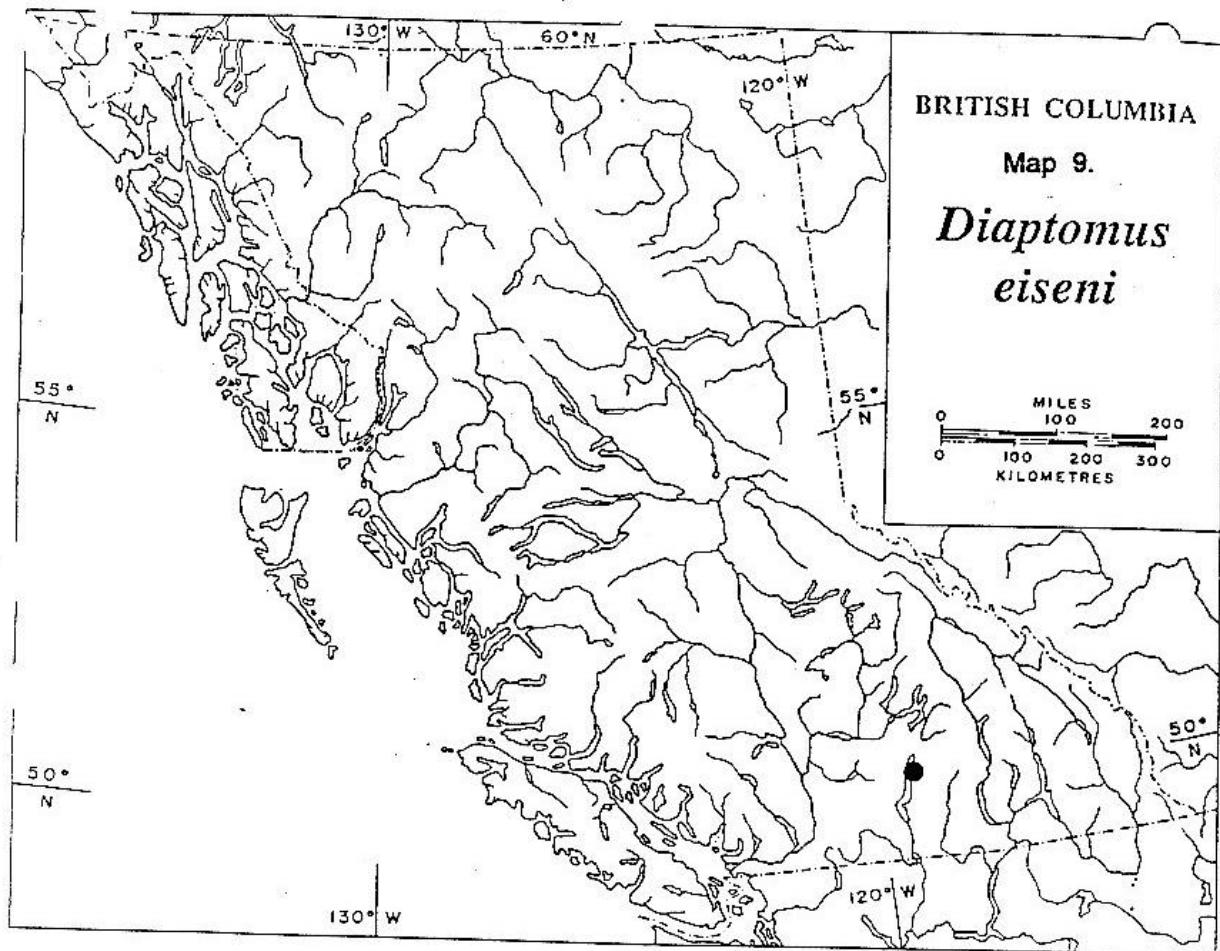 130° W
60° N
120° W
BRITISH COLUMBIA
Map 9.
Diaptomus
eiseni
55°
N
55°
N
MILES
0 100 200
0 100 200 300
KILOMETRES
50°
N
50°
N
120° W
130° W